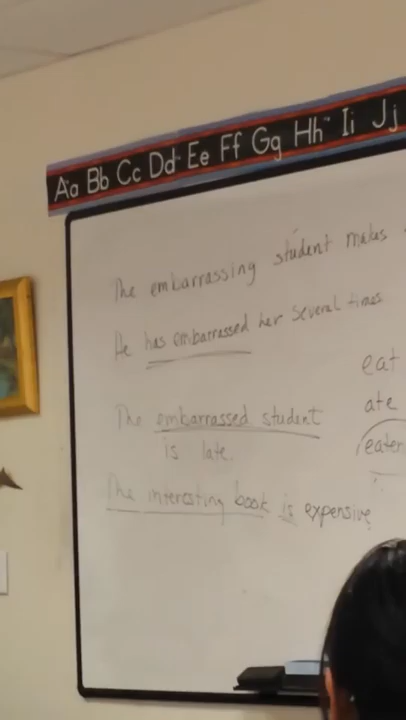 Aa Bb Cc Dd Ee Ff Gg Hh Ii Jj
The embarrassing student makes
He has embarrassed her several times
eat
ate
The embarrassed student
is late.
eaten
The interesting book is expensive